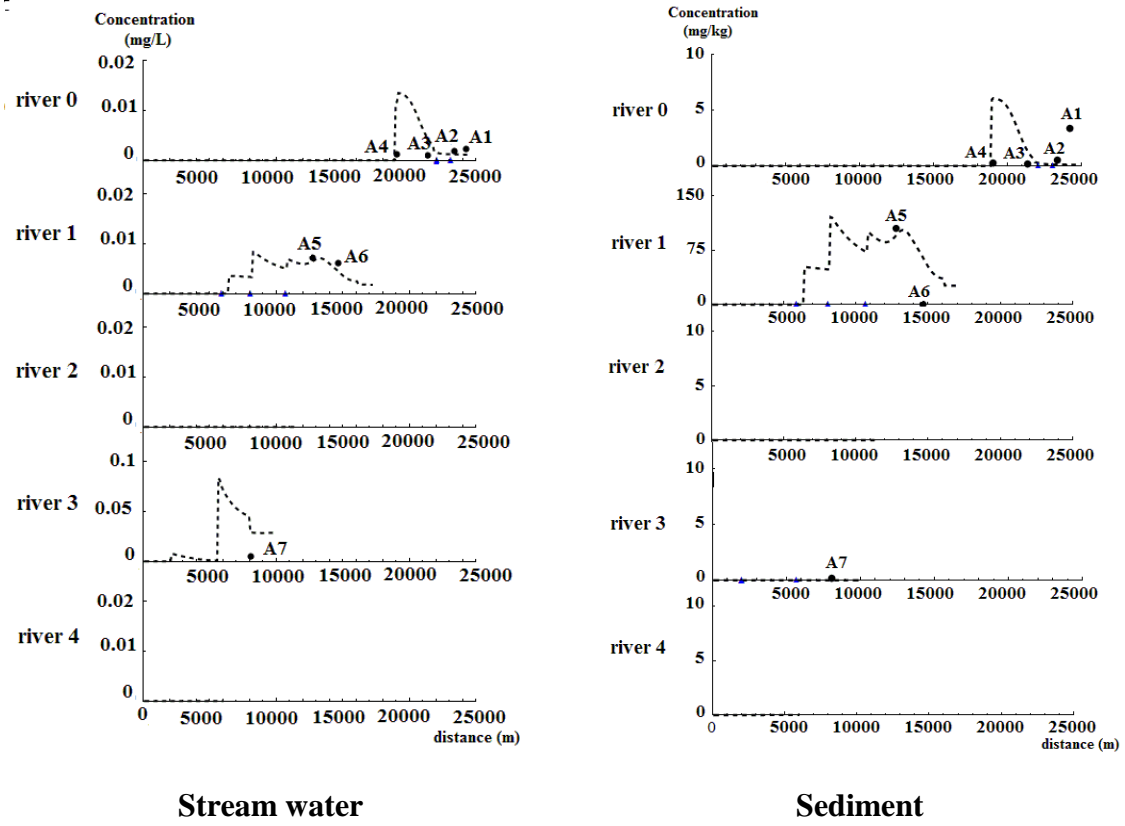 Concentration
(mg/L)
0.02
river 0
0.01
A4
A3
A2
A1
0
5000 10000 15000 20000 25000
0.02
river 1
0.01
A5
A6
0
5000 10000 15000 20000 25000
0.02
river 2
0.01
0
5000 10000 15000 20000 25000
0.1
river 3
0.05
A7
0
5000 10000 15000 20000 25000
0.02
river 4
0.01
0
0 5000 10000 15000 20000 25000
distance (m)
Stream water
Concentration
(mg/kg)
10
river 0
5
A1
A4
A3
A2
0
5000 10000 15000 20000 25000
150
river 1
75
A5
A6
0
5000 10000 15000 20000 25000
10
river 2
5
0
5000 10000 15000 20000 25000
10
river 3
5
A7
0
5000 10000 15000 20000 25000
10
river 4
5
0
0 5000 10000 15000 20000 25000
distance (m)
Sediment